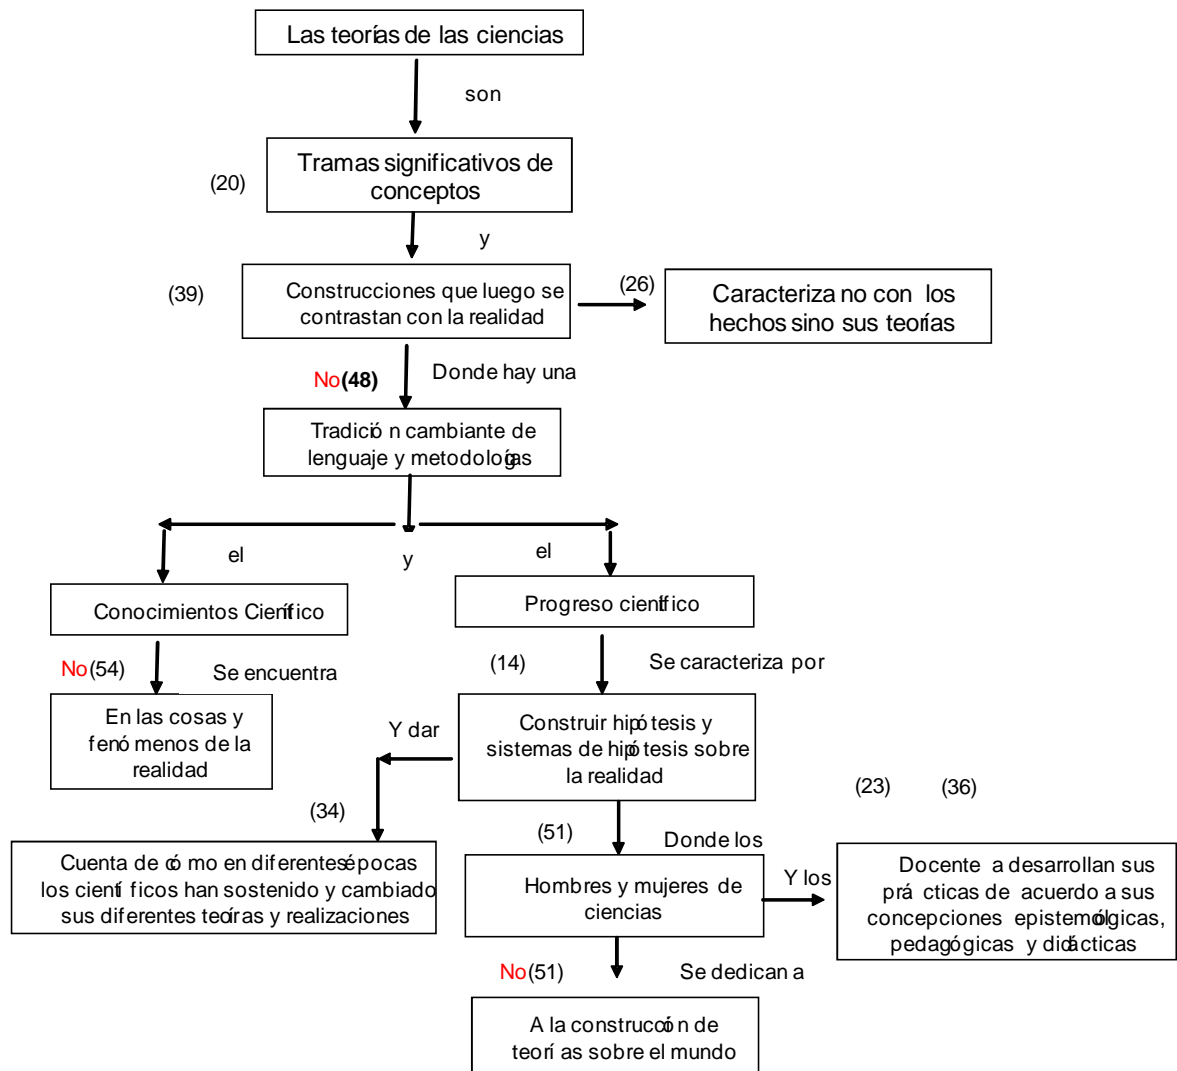 Las teorías de las ciencias
son
Tramas significativos de
conceptos
(20)
y
(39)
Construcciones que luego se
contrastan con la realidad
(26)
Caracteriza no con los
hechos sino sus teorías
No(48)
Donde hay una
Tradición cambiante de
lenguaje y metodologías
el
y
el
Conocimientos Científico
Progreso científico
No(54)
Se encuentra
(14)
Se caracteriza por
En las cosas y
fenómenos de la
realidad
Y dar
Construir hipótesis y
sistemas de hipótesis sobre
la realidad
(23)
(36)
(34)
(51)
Donde los
Cuenta de cómo en diferentes épocas
los científicos han sostenido y cambiado
sus diferentes teoíras y realizaciones
Hombres y mujeres de
ciencias
Y los
Docente a desarrollan sus
prácticas de acuerdo a sus
concepciones epistemológicas,
pedagógicas y didácticas
No(51)
Se dedican a
A la construcción de
teorías sobre el mundo